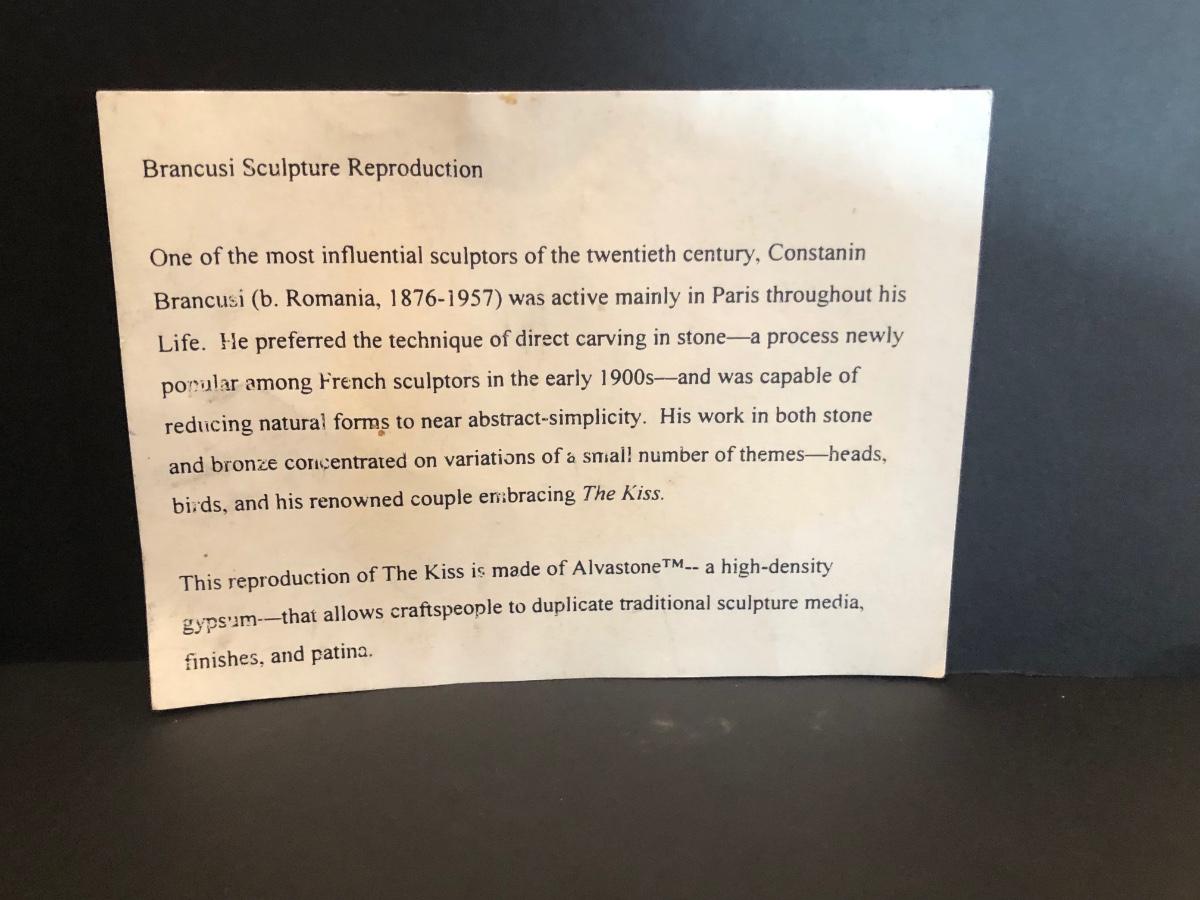 Brancusi Sculpture Reproduction
One of the most influential sculptors of the twentieth century, Constanin
Brancusi (b. Romania, 1876-1957) was active mainly in Paris throughout his
Life. He preferred the technique of direct carving in stone—a process newly
popular among French sculptors in the early 1900s—and was capable of
reducing natural forms to near abstract-simplicity. His work in both stone
and bronze concentrated on variations of a small number of themes—heads,
birds, and his renowned couple embracing The Kiss.
This reproduction of The Kiss is made of Alvastone™-- a high-density
gypsum-—that allows craftspeople to duplicate traditional sculpture media,
finishes, and patina.